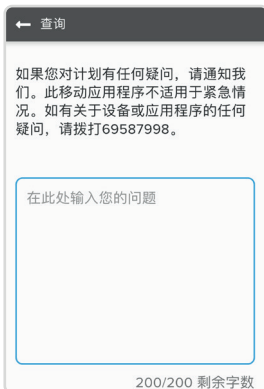 查询
如果您对计划有任何疑问，请通知我
们。此移动应用程序不适用于紧急情
况。如有关于设备或应用程序的任何
疑问，请拨打69587998。
在此处输入您的问题
200/200 剩余字数